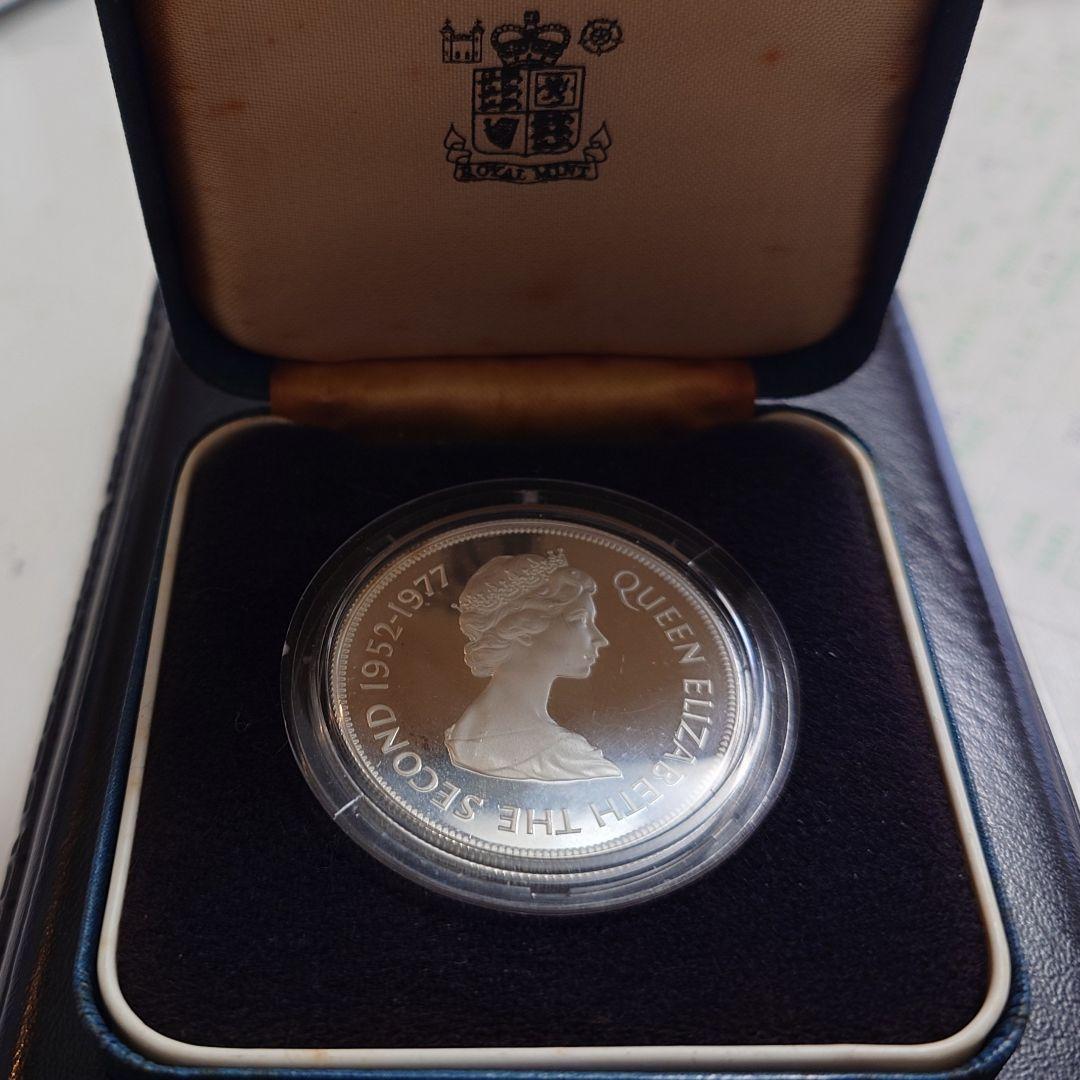 ROYAL MINT
QUEEN ELIZABETH THE SECOND 1952-1977